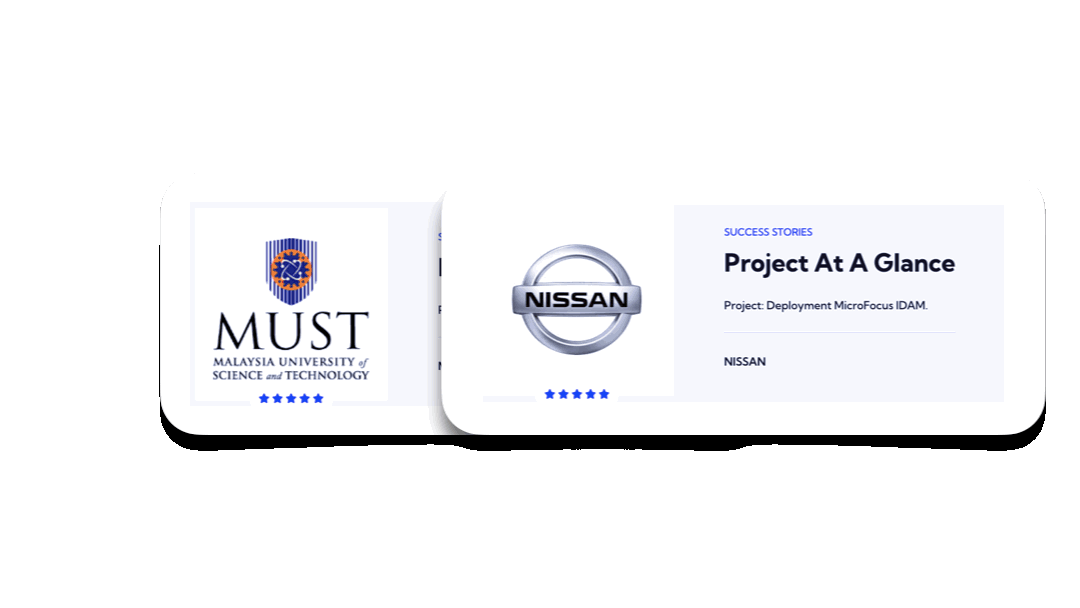 MUST
MALAYSIA UNIVERSITY of
SCIENCE and TECHNOLOGY
NISSAN
SUCCESS STORIES
Project At A Glance
Project: Deployment MicroFocus IDAM.
NISSAN